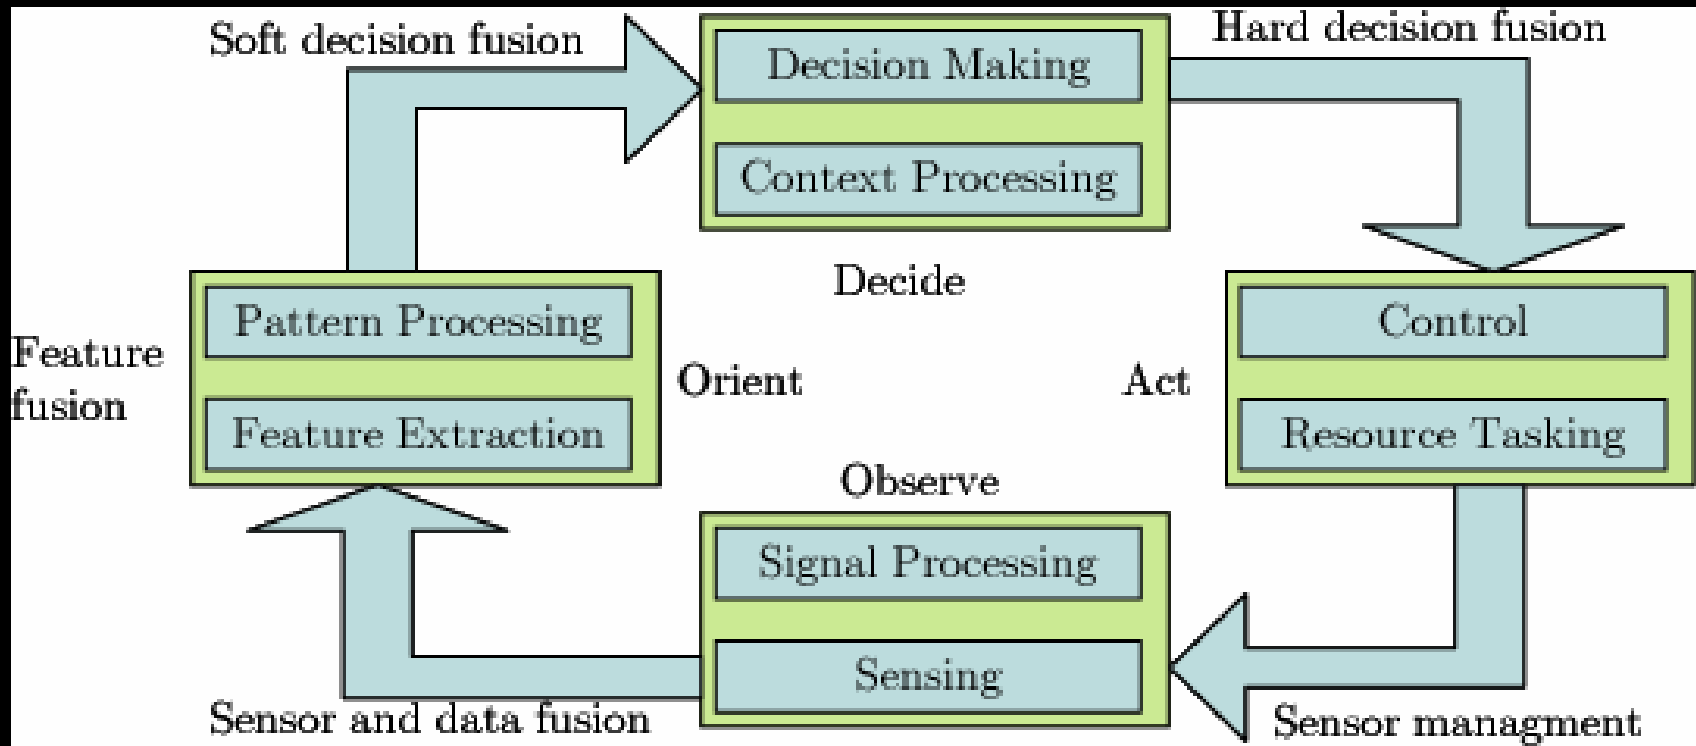 Soft decision fusion
Hard decision fusion
Decision Making
Context Processing
Decide
Pattern Processing
Feature Extraction
Feature
fusion
Orient
Act
Control
Resource Tasking
Observe
Signal Processing
Sensing
Sensor and data fusion
Sensor managment